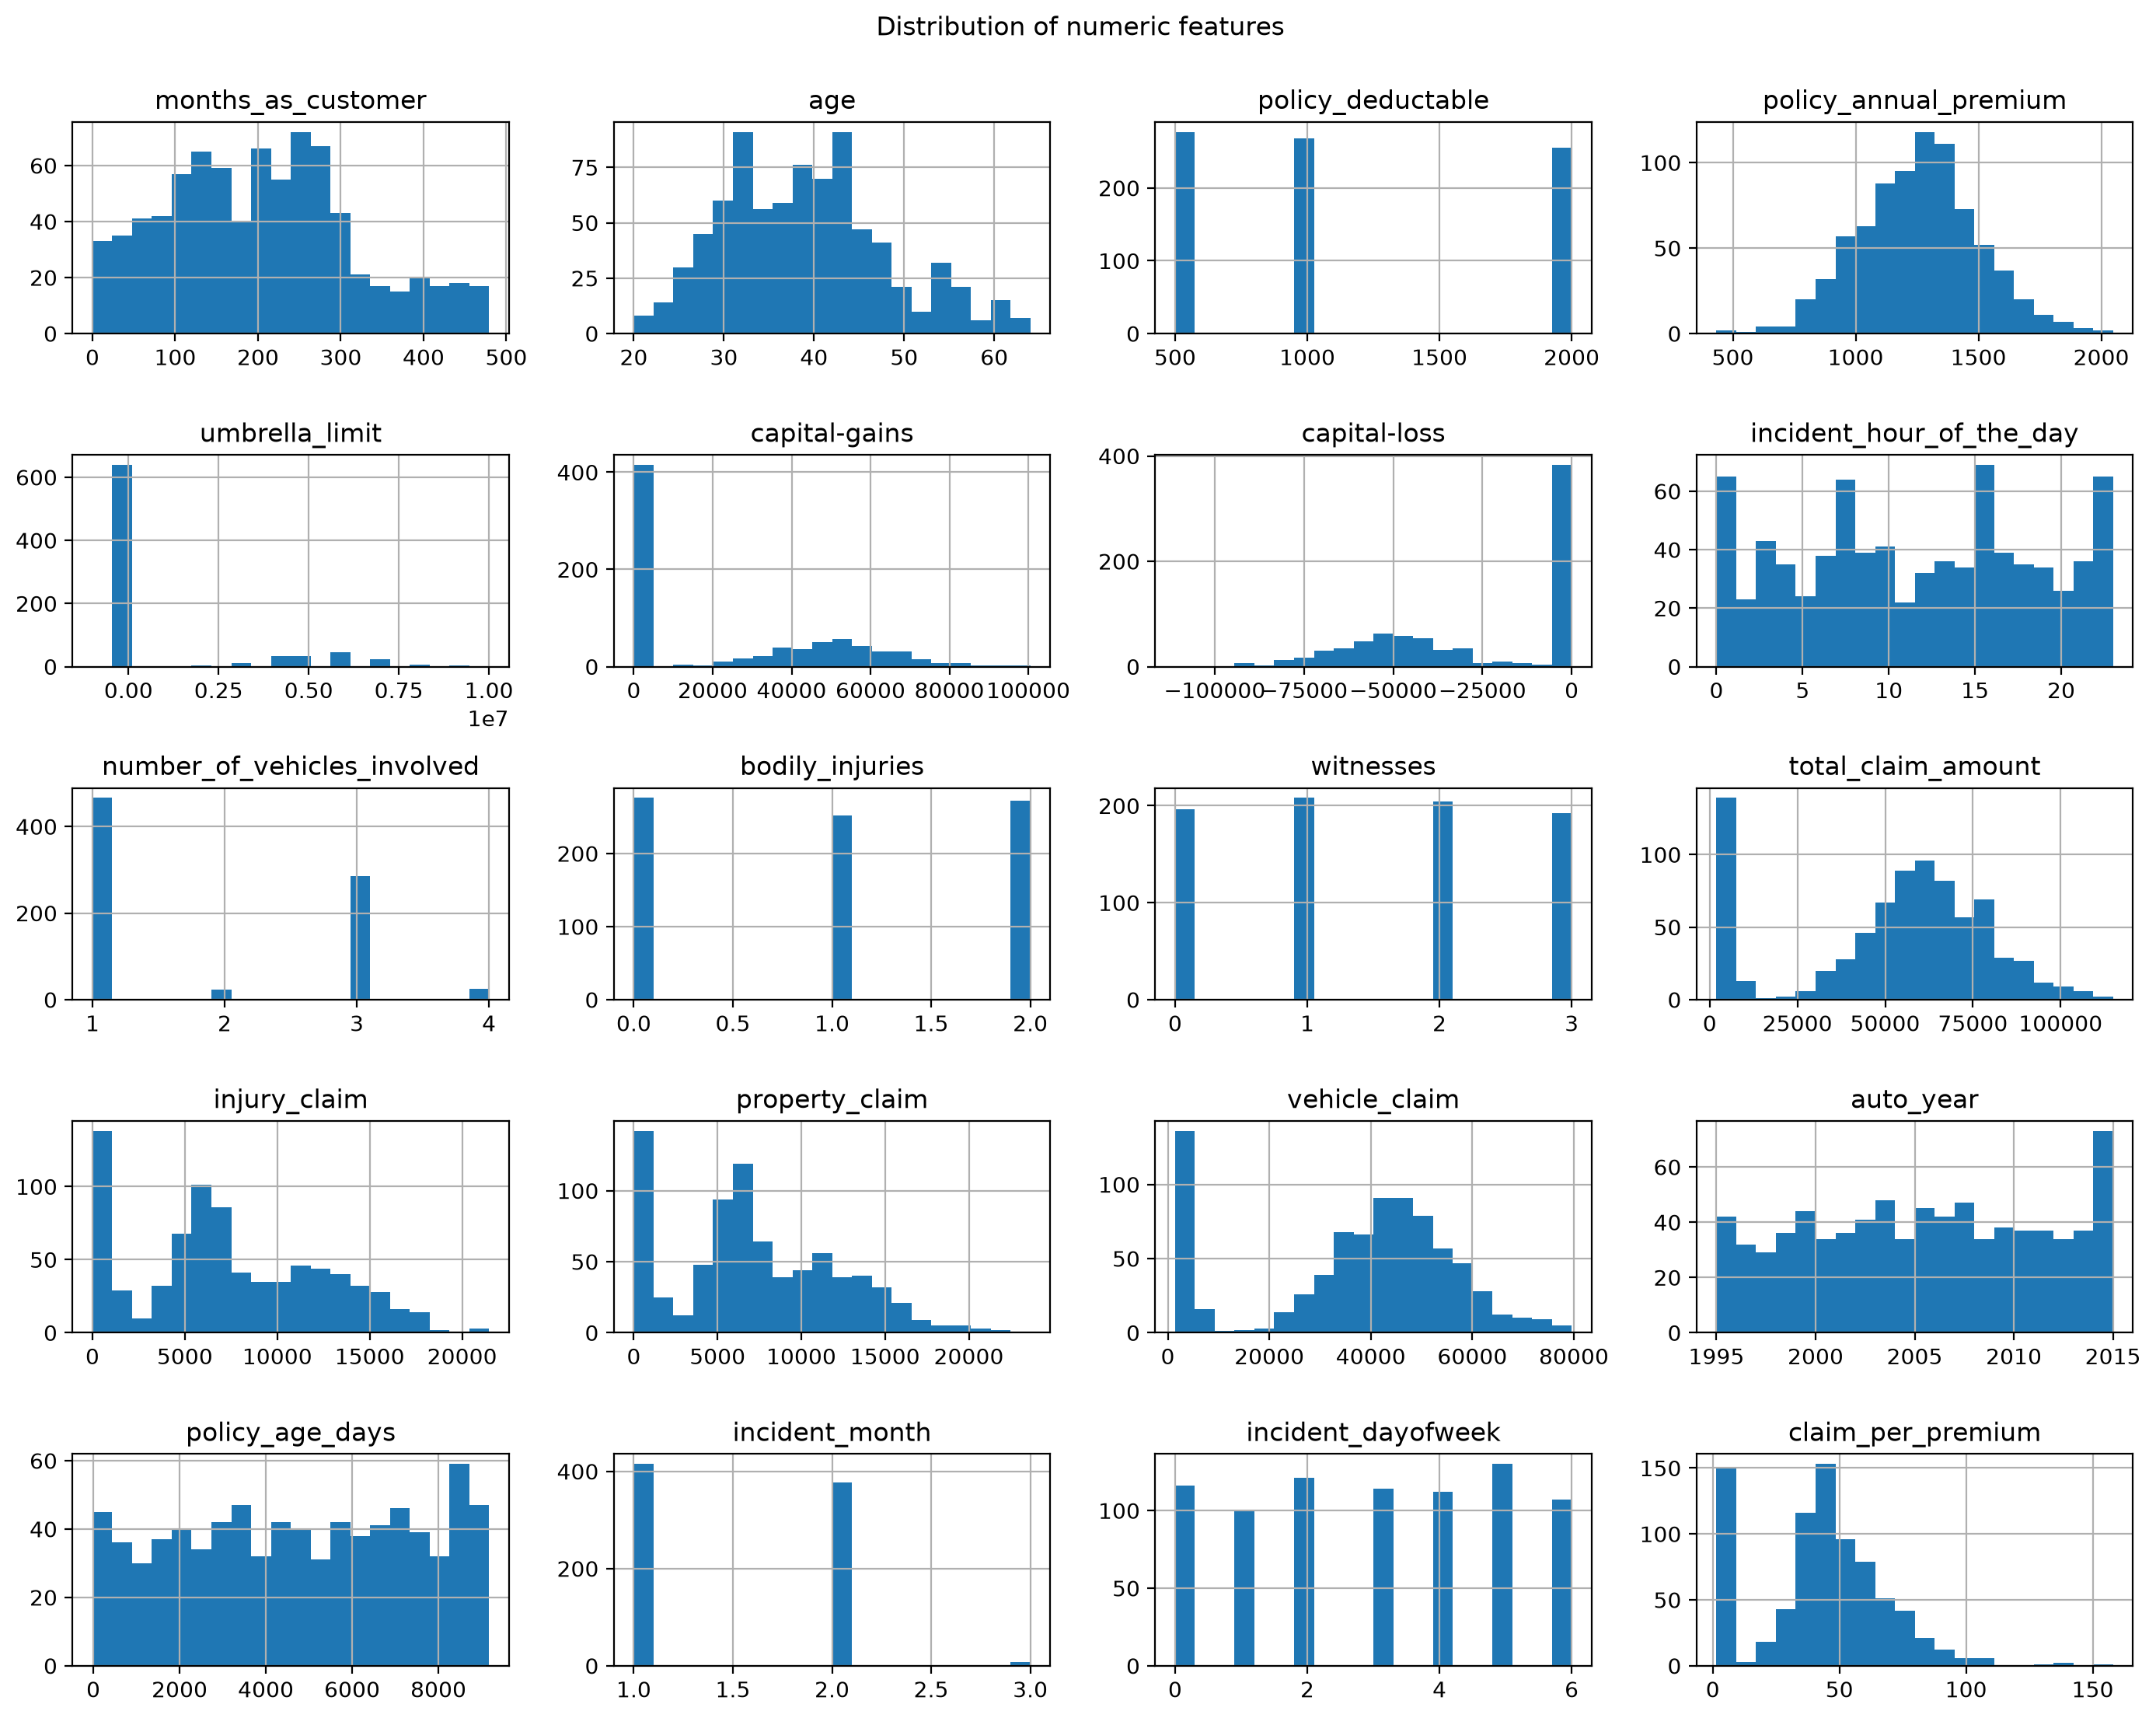 Distribution of numeric features
months_as_customer
age
policy_deductable
policy_annual_premium
60
40
20
0
0 100 200 300 400 500
75
50
25
0
20 30 40 50 60
200
100
0
500 1000 1500 2000
100
50
0
500 1000 1500 2000
umbrella_limit
capital-gains
capital-loss
incident_hour_of_the_day
600
400
200
0
0.00 0.25 0.50 0.75 1.00
1e7
400
200
0
0 20000 40000 60000 80000 100000
400
200
0
−100000 −75000 −50000 −25000 0
60
40
20
0
0 5 10 15 20
number_of_vehicles_involved
bodily_injuries
witnesses
total_claim_amount
400
200
0
1 2 3 4
200
100
0
0.0 0.5 1.0 1.5 2.0
200
100
0
0 1 2 3
100
50
0
0 25000 50000 75000 100000
injury_claim
property_claim
vehicle_claim
auto_year
100
50
0
0 5000 10000 15000 20000
100
50
0
0 5000 10000 15000 20000
100
50
0
0 20000 40000 60000 80000
60
40
20
0
1995 2000 2005 2010 2015
policy_age_days
incident_month
incident_dayofweek
claim_per_premium
60
40
20
0
0 2000 4000 6000 8000
400
200
0
1.0 1.5 2.0 2.5 3.0
100
50
0
0 2 4 6
150
100
50
0
0 50 100 150